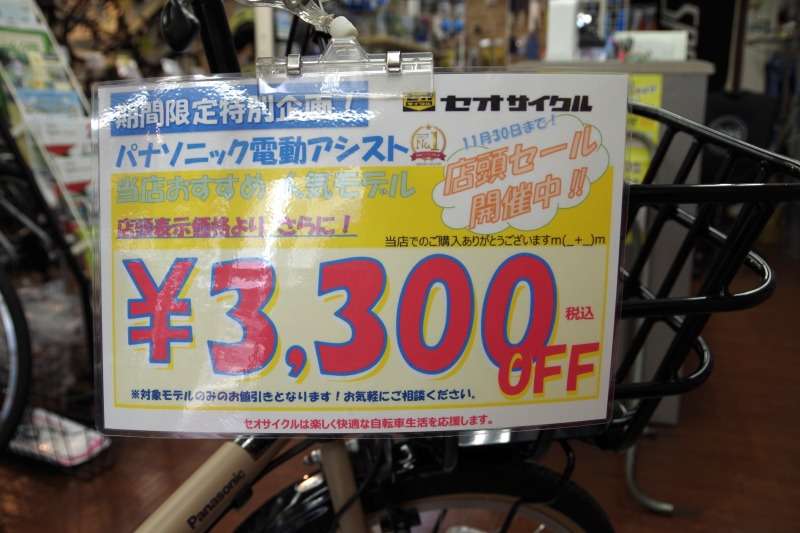 期間限定特別企画！
セオサイクル
パナソニック電動アシスト
No.1
11月30日まで！
店頭セール
開催中!!
当店おすすめ 人気モデル
店頭表示価格より さらに！
当店でのご購入ありがとうございますm(_+_)m
¥3,300
税込
OFF
※対象モデルのみのお値引きとなります！お気軽にご相談ください。
セオサイクルは楽しく快適な自転車生活を応援します。
Panasonic